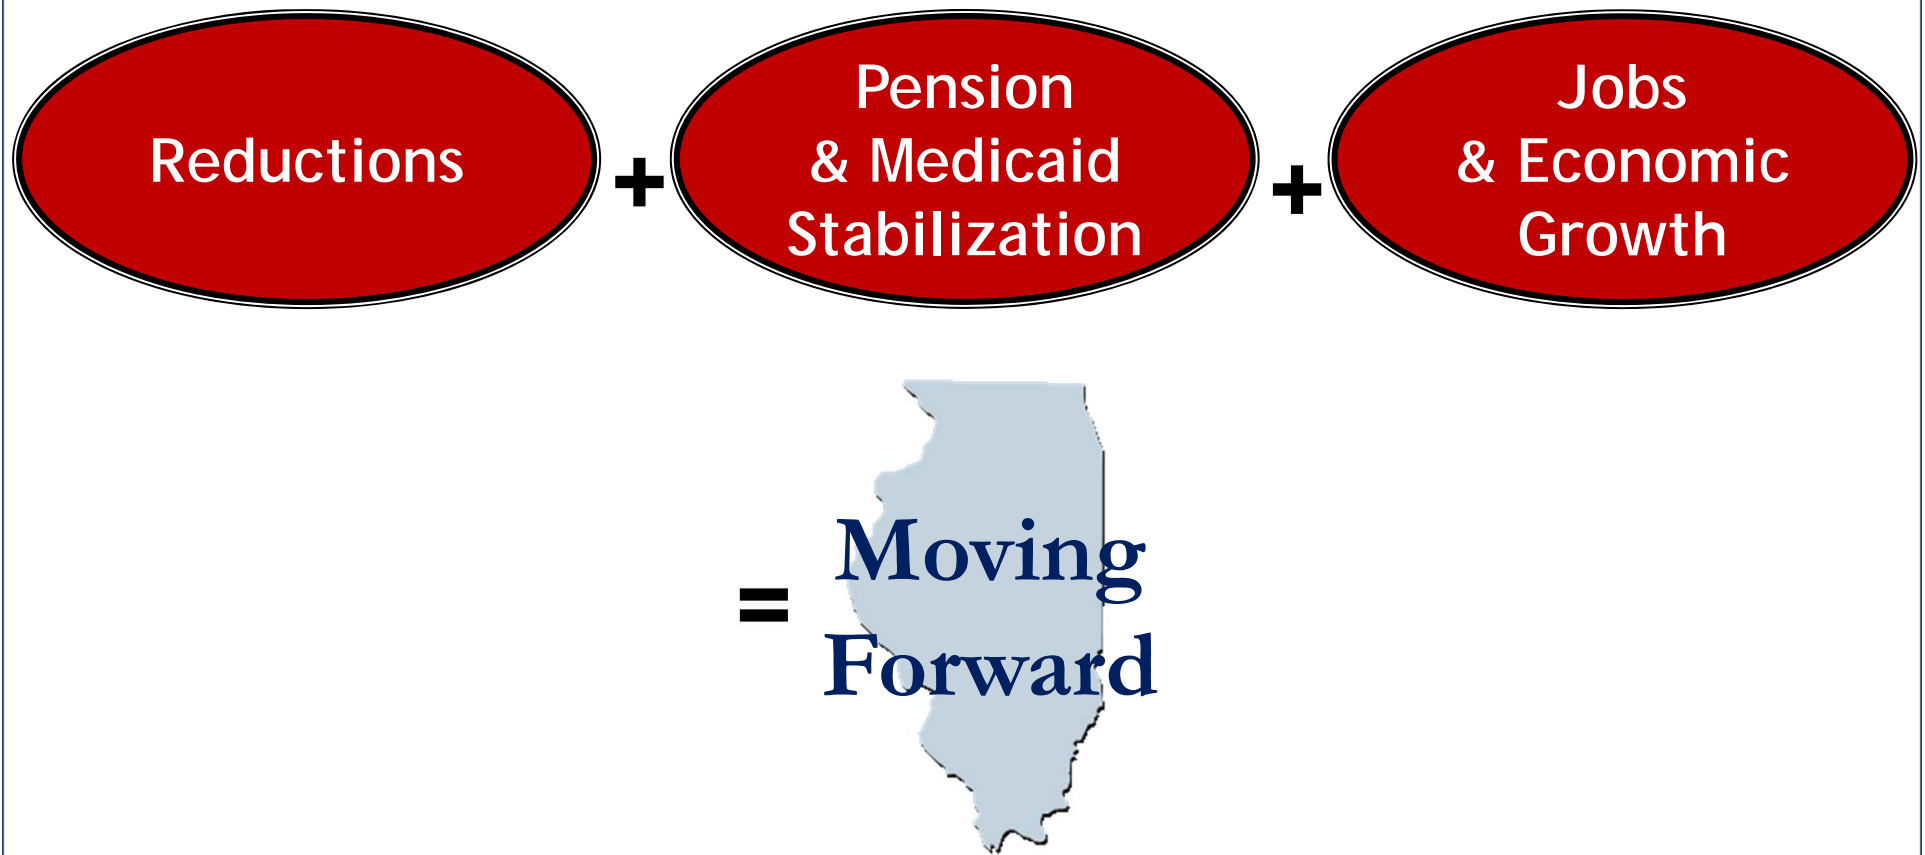 Reductions
+
Pension
& Medicaid
Stabilization
+
Jobs
& Economic
Growth
=
Moving
Forward